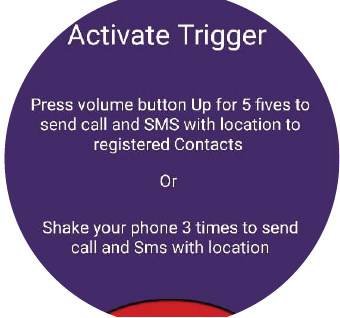 Activate Trigger
Press volume button Up for 5 fives to
send call and SMS with location to
registered Contacts
Or
Shake your phone 3 times to send
call and Sms with location